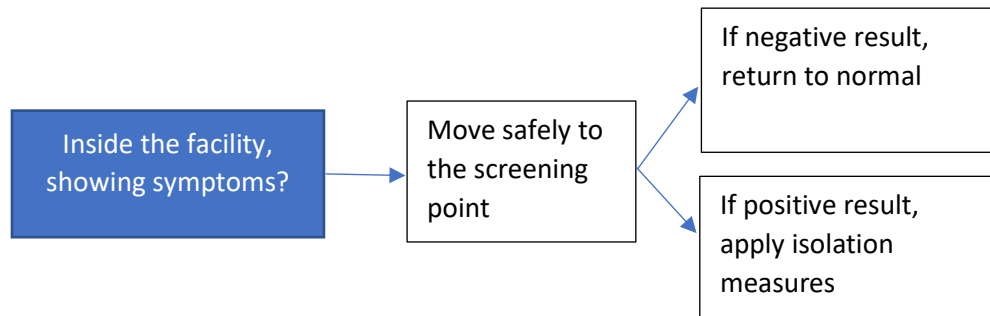 Inside the facility,
showing symptoms?
Move safely to
the screening
point
If negative result,
return to normal
If positive result,
apply isolation
measures